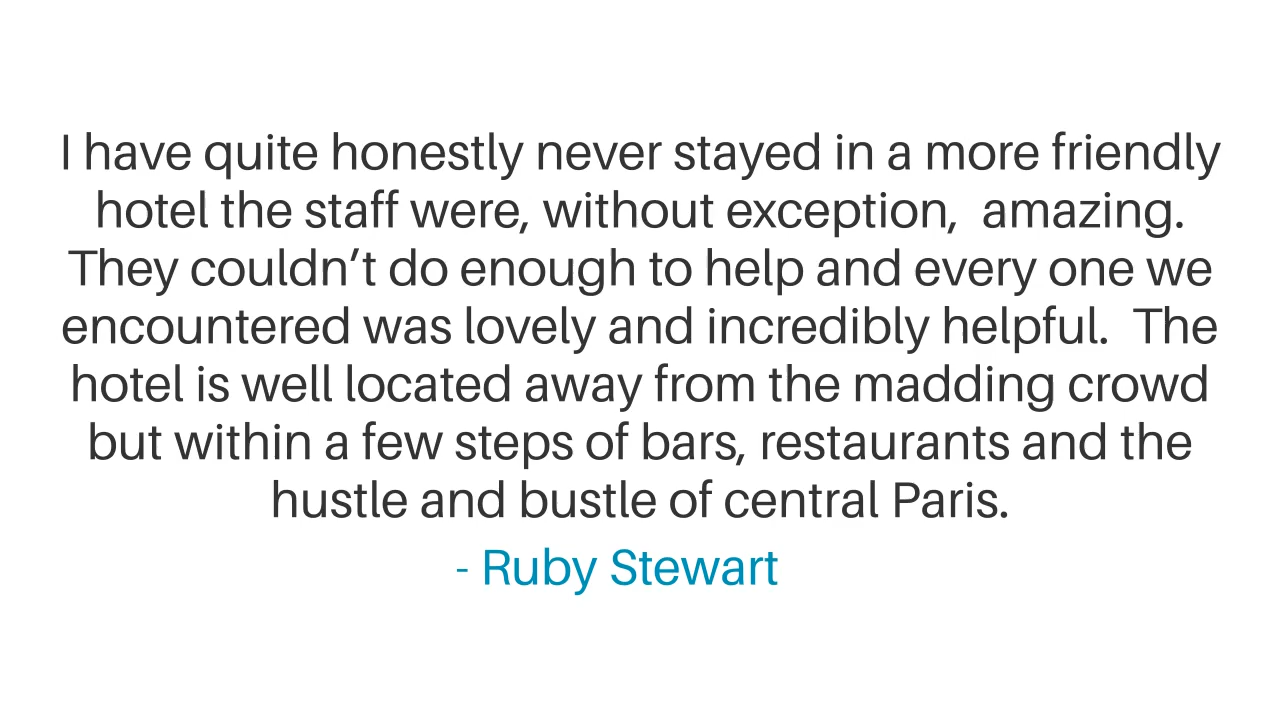 I have quite honestly never stayed in a more friendly
hotel the staff were, without exception,  amazing.
They couldn’t do enough to help and every one we
encountered was lovely and incredibly helpful.  The
hotel is well located away from the madding crowd
but within a few steps of bars, restaurants and the
hustle and bustle of central Paris.
- Ruby Stewart